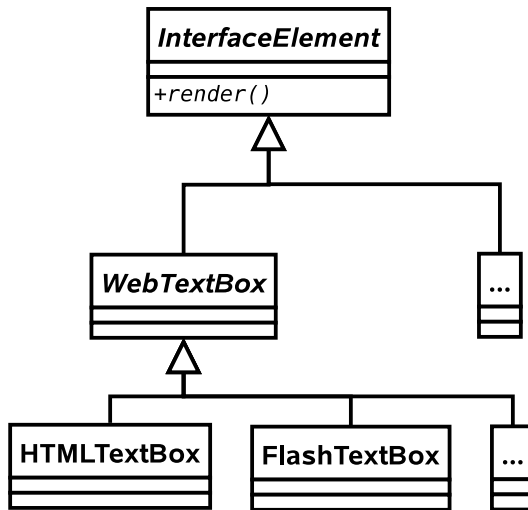 InterfaceElement
+render()
WebTextBox
...
HTMLTextBox
FlashTextBox
...